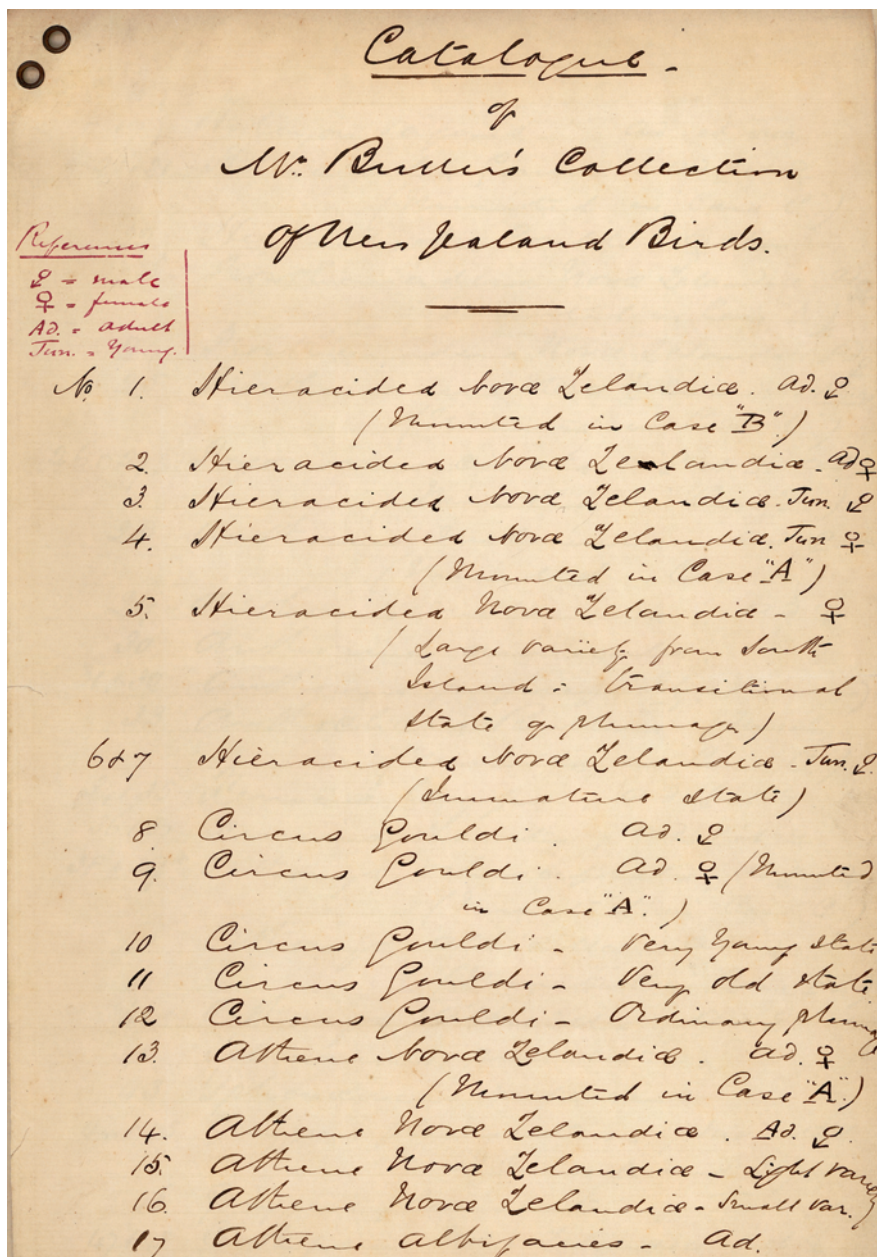 Catalogue -
of
Mr. Buller's Collection
Of New Zealand Birds.
References
♂ = male
♀ = female
Ad. = adult
Juv. = Young.
No. 1. Hieracidea Novæ Zelandiæ. Ad. ♂
(Mounted in Case "B".)
2. Hieracidea Novæ Zelandiæ - Ad ♀
3. Hieracidea Novæ Zelandiæ - Juv. ♂
4. Hieracidea Novæ Zelandiæ. Juv ♀
(Mounted in Case "A")
5. Hieracidea Novæ Zelandiæ - ♀
(Large variety from South
Island = transitional
state of plumage)
6 & 7 Hieracidea Novæ Zelandiæ - Juv. ♂.
(Immature state)
8. Circus Gouldi. Ad. ♂
9. Circus Gouldi. Ad. ♀ (Mounted
in Case "A".)
10 Circus Gouldi - Very Young state
11 Circus Gouldi - Very old state
12 Circus Gouldi - Ordinary plumage
13. Athene Novæ Zelandiæ. Ad. ♀
(Mounted in Case "A".)
14. Athene Novæ Zelandiæ. Ad. ♂.
15. Athene Novæ Zelandiæ - Light variety
16. Athene Novæ Zelandiæ - Small var.
17 Athene albifacies - Ad.